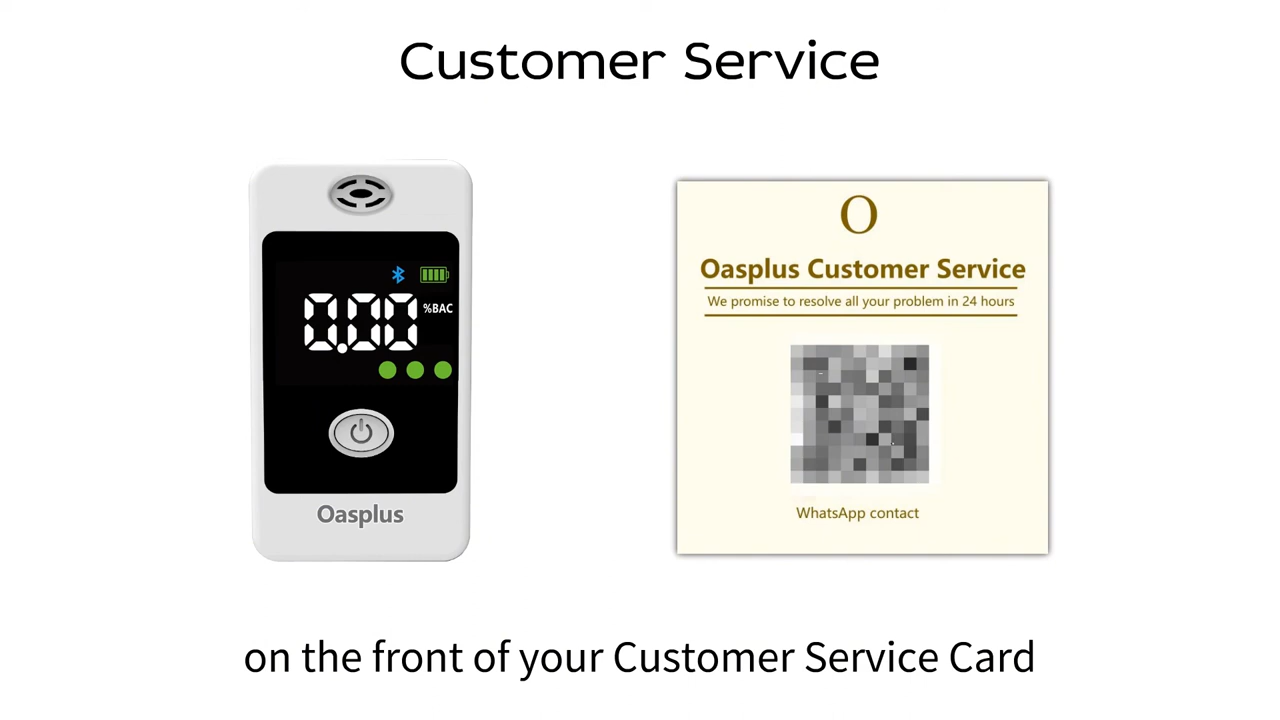 Customer Service
0.00 %BAC
Oasplus
O
Oasplus Customer Service
We promise to resolve all your problem in 24 hours
WhatsApp contact
on the front of your Customer Service Card